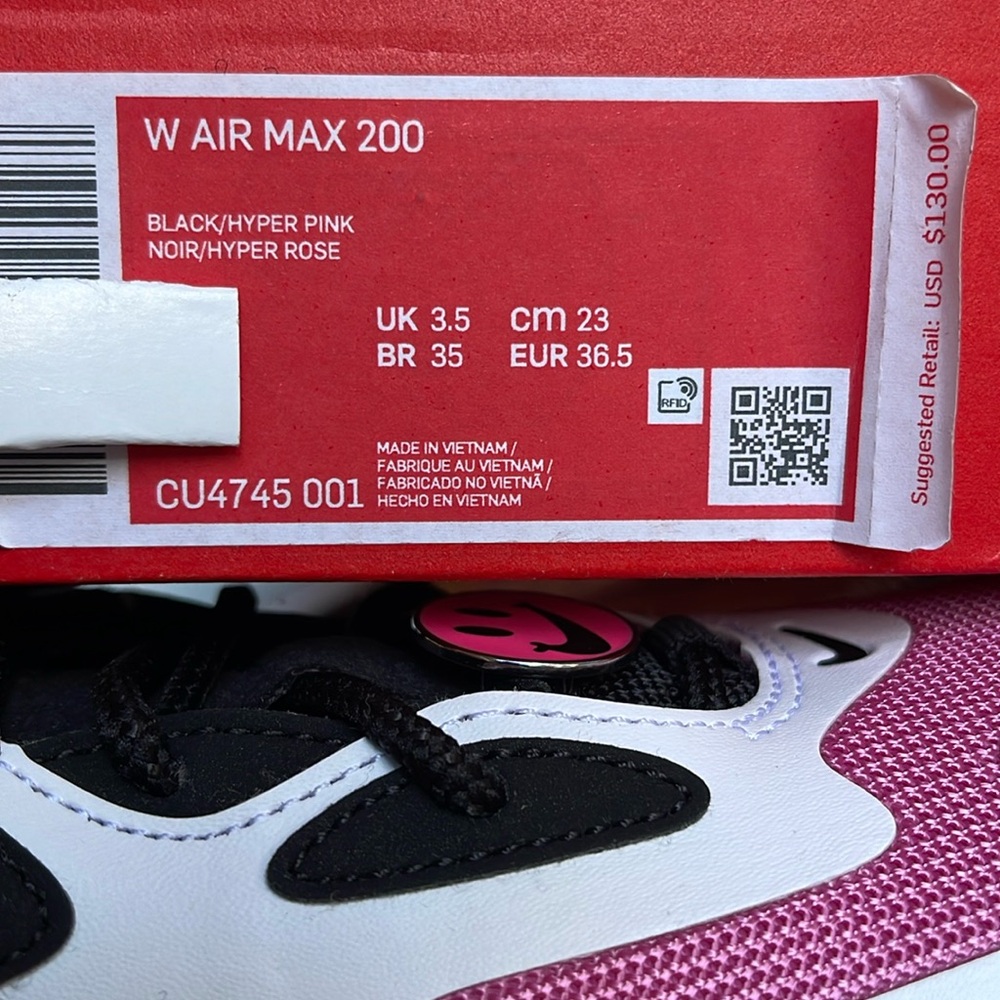 W AIR MAX 200
BLACK/HYPER PINK
NOIR/HYPER ROSE
UK 3.5 cm 23
BR 35 EUR 36.5
RFID
MADE IN VIETNAM /
FABRIQUE AU VIETNAM /
FABRICADO NO VIETNÃ /
HECHO EN VIETNAM
CU4745 001
Suggested Retail: USD $130.00